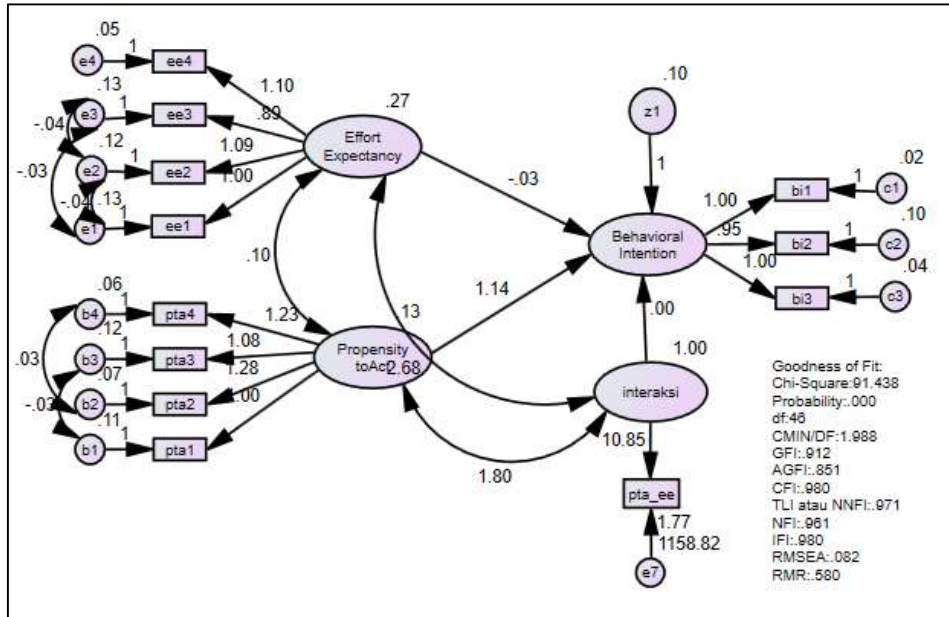 .05
e4
1
ee4
.13
e3
1
ee3
-.04
.12
e2
1
ee2
-.03
-.04
.13
e1
1
ee1
1.10
.89
1.09
1.00
.27
Effort
Expectancy
.10
z1
1
-.03
.02
bi1
1
c1
1.00
.10
.95
bi2
1
c2
1.00
.04
bi3
1
c3
Behavioral
Intention
.10
.06
b4
1
pta4
.12
b3
1
pta3
.03
.07
b2
1
pta2
-.03
.11
b1
1
pta1
1.23
1.08
1.28
1.00
Propensity
toAct
.13
2.68
1.14
.00
1.00
interaksi
1.80
10.85
pta_ee
1.77
1158.82
e7
Goodness of Fit:
Chi-Square:91.438
Probability:.000
df:46
CMIN/DF:1.988
GFI:.912
AGFI:.851
CFI:.980
TLI atau NNFI:.971
NFI:.961
IFI:.980
RMSEA:.082
RMR:.580